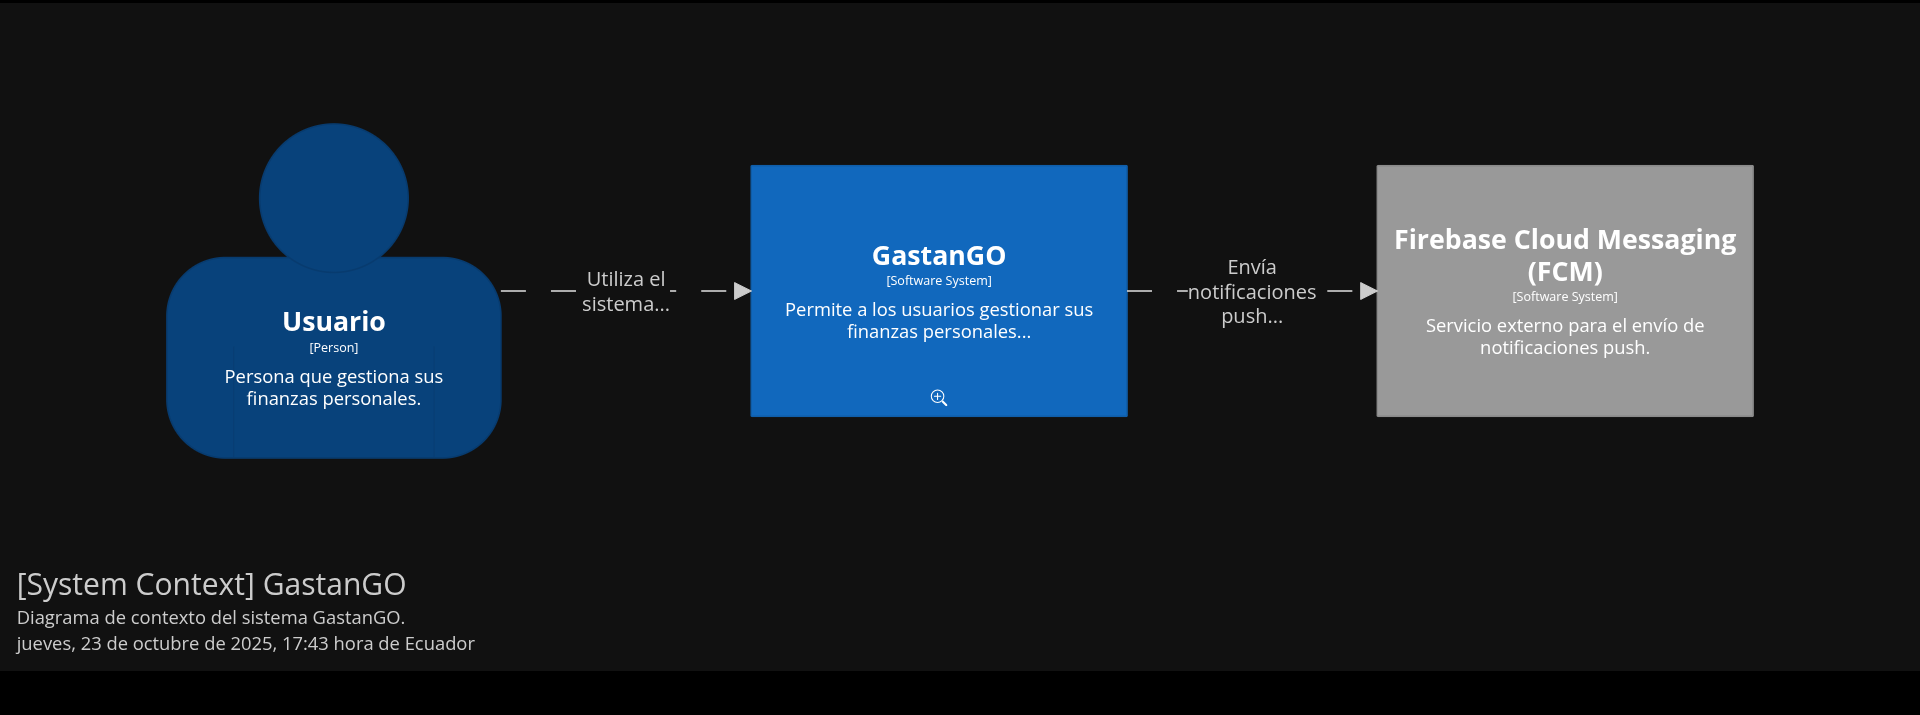 Usuario
[Person]
Persona que gestiona sus
finanzas personales.
Utiliza el
sistema...
GastanGO
[Software System]
Permite a los usuarios gestionar sus
finanzas personales...
Envía
notificaciones
push...
Firebase Cloud Messaging
(FCM)
[Software System]
Servicio externo para el envío de
notificaciones push.
[System Context] GastanGO
Diagrama de contexto del sistema GastanGO.
jueves, 23 de octubre de 2025, 17:43 hora de Ecuador